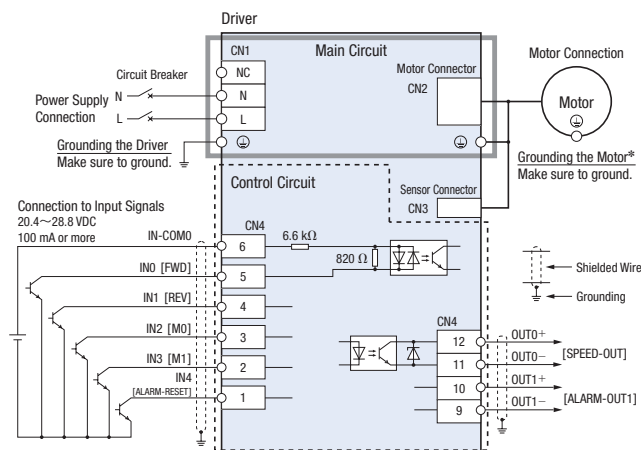 Driver
Main Circuit
CN1
NC
N
L
Circuit Breaker
Power Supply
Connection
N
L
Grounding the Driver
Make sure to ground.
Motor Connector
CN2
Motor Connection
Motor
Grounding the Motor*
Make sure to ground.
Control Circuit
Sensor Connector
CN3
Connection to Input Signals
20.4~28.8 VDC
100 mA or more
CN4
IN-COM0
6
6.6 kΩ
820 Ω
IN0 [FWD]
5
IN1 [REV]
4
IN2 [M0]
3
IN3 [M1]
2
IN4
[ALARM-RESET]
1
CN4
12
OUT0+
11
OUT0−
[SPEED-OUT]
10
OUT1+
9
OUT1−
[ALARM-OUT1]
Shielded Wire
Grounding